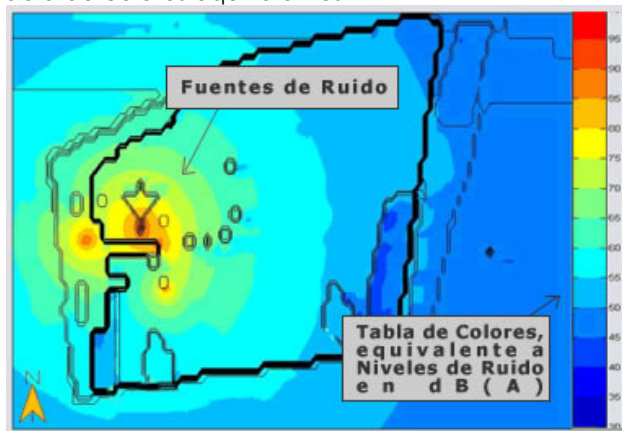 Fuentes de Ruido
Tabla de Colores,
equivalente a
Niveles de Ruido
en dB(A)
N
95
90
85
80
75
70
65
60
55
50
45
40
35
30